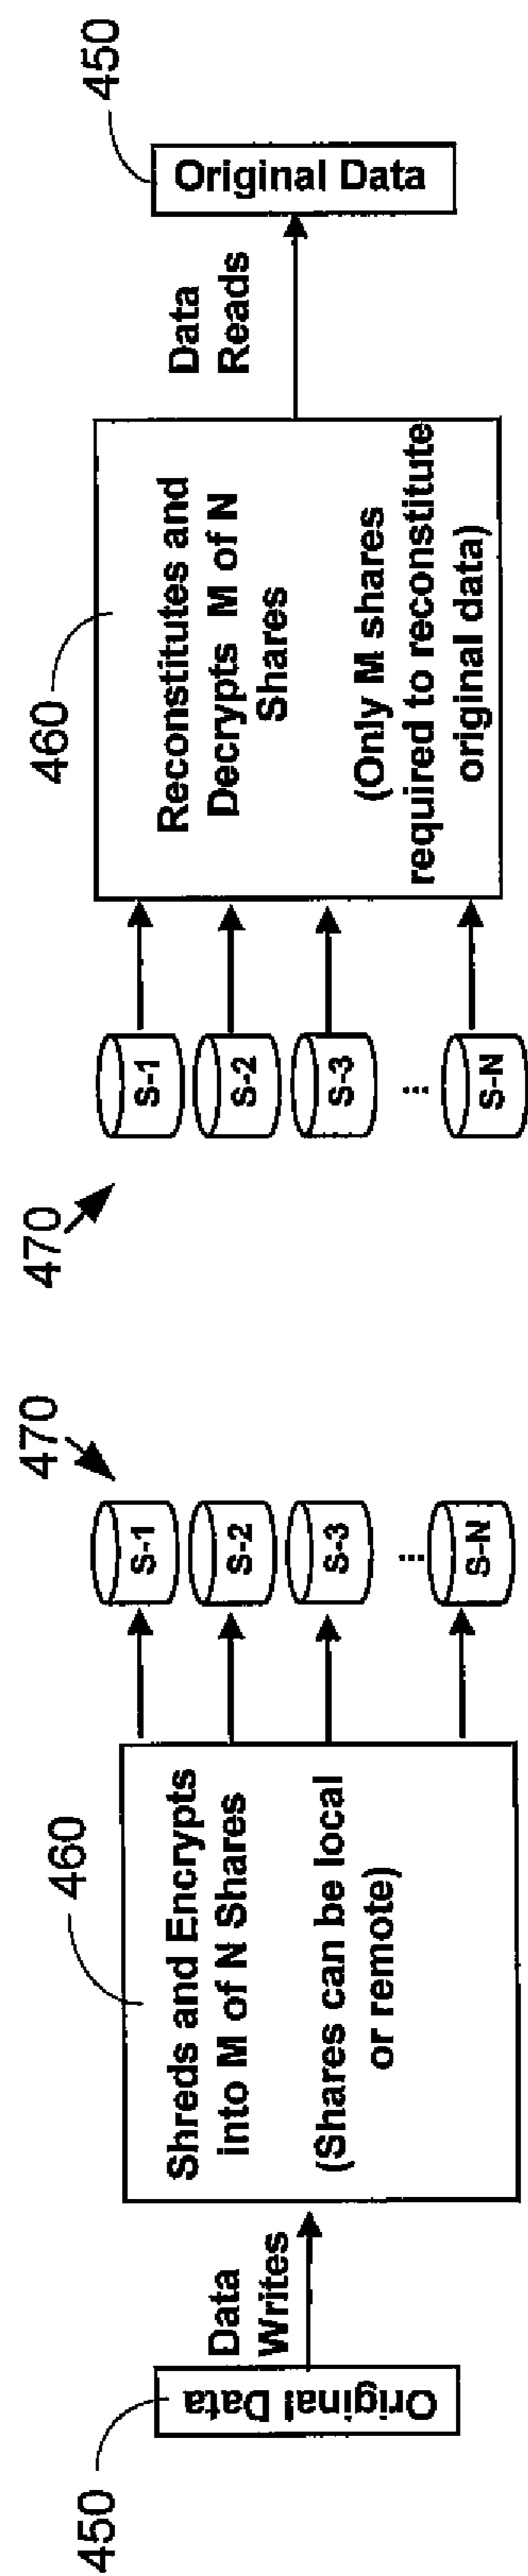 450
Original Data
Data
Writes
460
Shreds and Encrypts
into M of N Shares
(Shares can be local
or remote)
470
S-1
S-2
S-3
...
S-N
470
S-1
S-2
S-3
...
S-N
460
Reconstitutes and
Decrypts M of N
Shares
(Only M shares
required to reconstitute
original data)
Data
Reads
450
Original Data